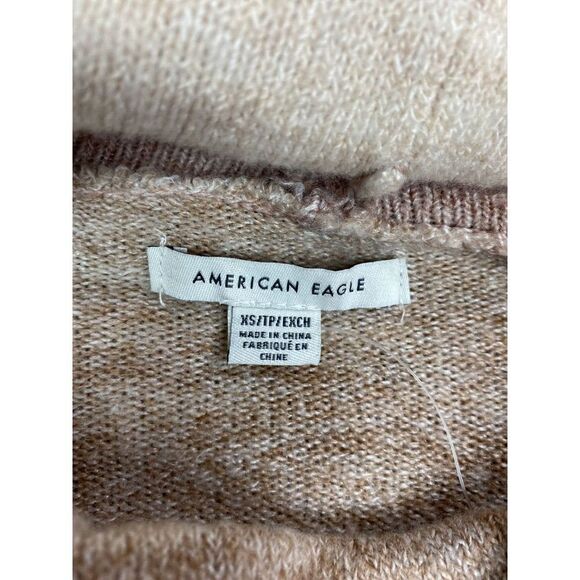 AMERICAN EAGLE
XS/TP/EXCH
MADE IN CHINA
FABRIQUÉ EN
CHINE